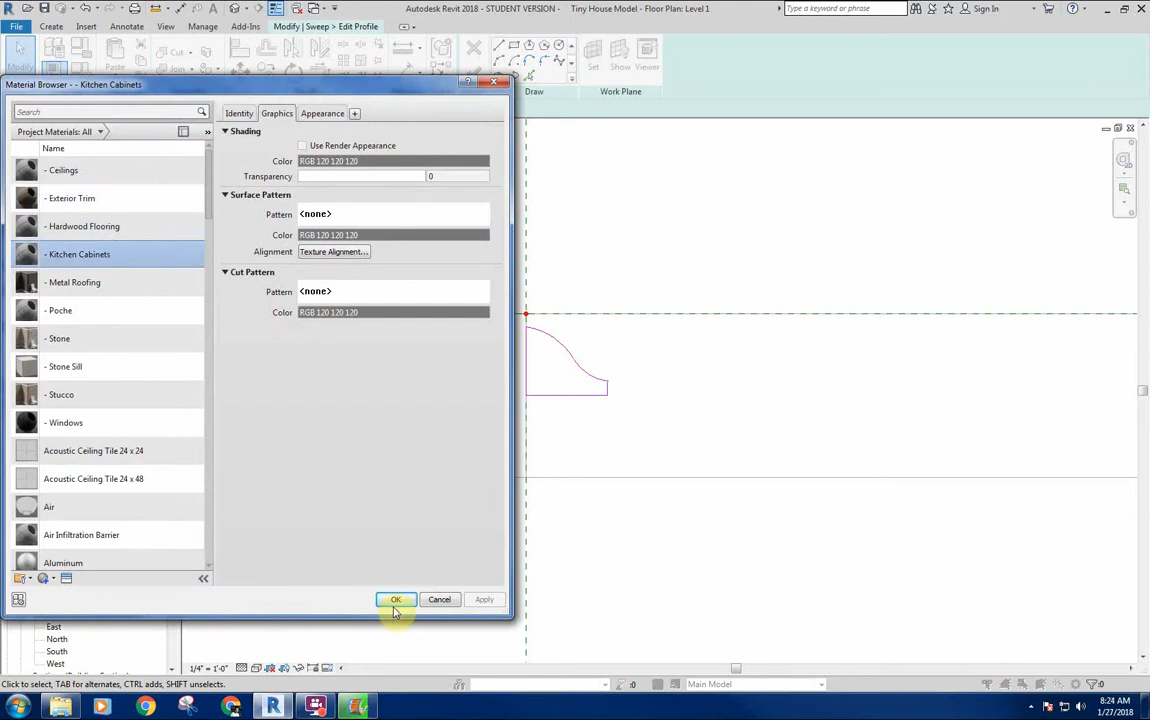 Autodesk Revit 2018 - STUDENT VERSION - Tiny House Model - Floor Plan: Level 1
Type a keyword or phrase
Sign In
File Create Insert Annotate View Manage Add-Ins Modify | Sweep > Edit Profile
Modify Paste Cut Join Set Show Viewer
Draw Work Plane
Material Browser - - Kitchen Cabinets
Search
Identity Graphics Appearance
Project Materials: All
Name
- Ceilings
- Exterior Trim
- Hardwood Flooring
- Kitchen Cabinets
- Metal Roofing
- Poche
- Stone
- Stone Sill
- Stucco
- Windows
Acoustic Ceiling Tile 24 x 24
Acoustic Ceiling Tile 24 x 48
Air
Air Infiltration Barrier
Aluminum
Shading
Use Render Appearance
Color RGB 120 120 120
Transparency 0
Surface Pattern
Pattern <none>
Color RGB 120 120 120
Alignment Texture Alignment...
Cut Pattern
Pattern <none>
Color RGB 120 120 120
OK Cancel Apply
East
North
South
West
1/4" = 1'-0"
Click to select, TAB for alternates, CTRL adds, SHIFT unselects.
:0
Main Model
:0
8:24 AM
1/27/2018